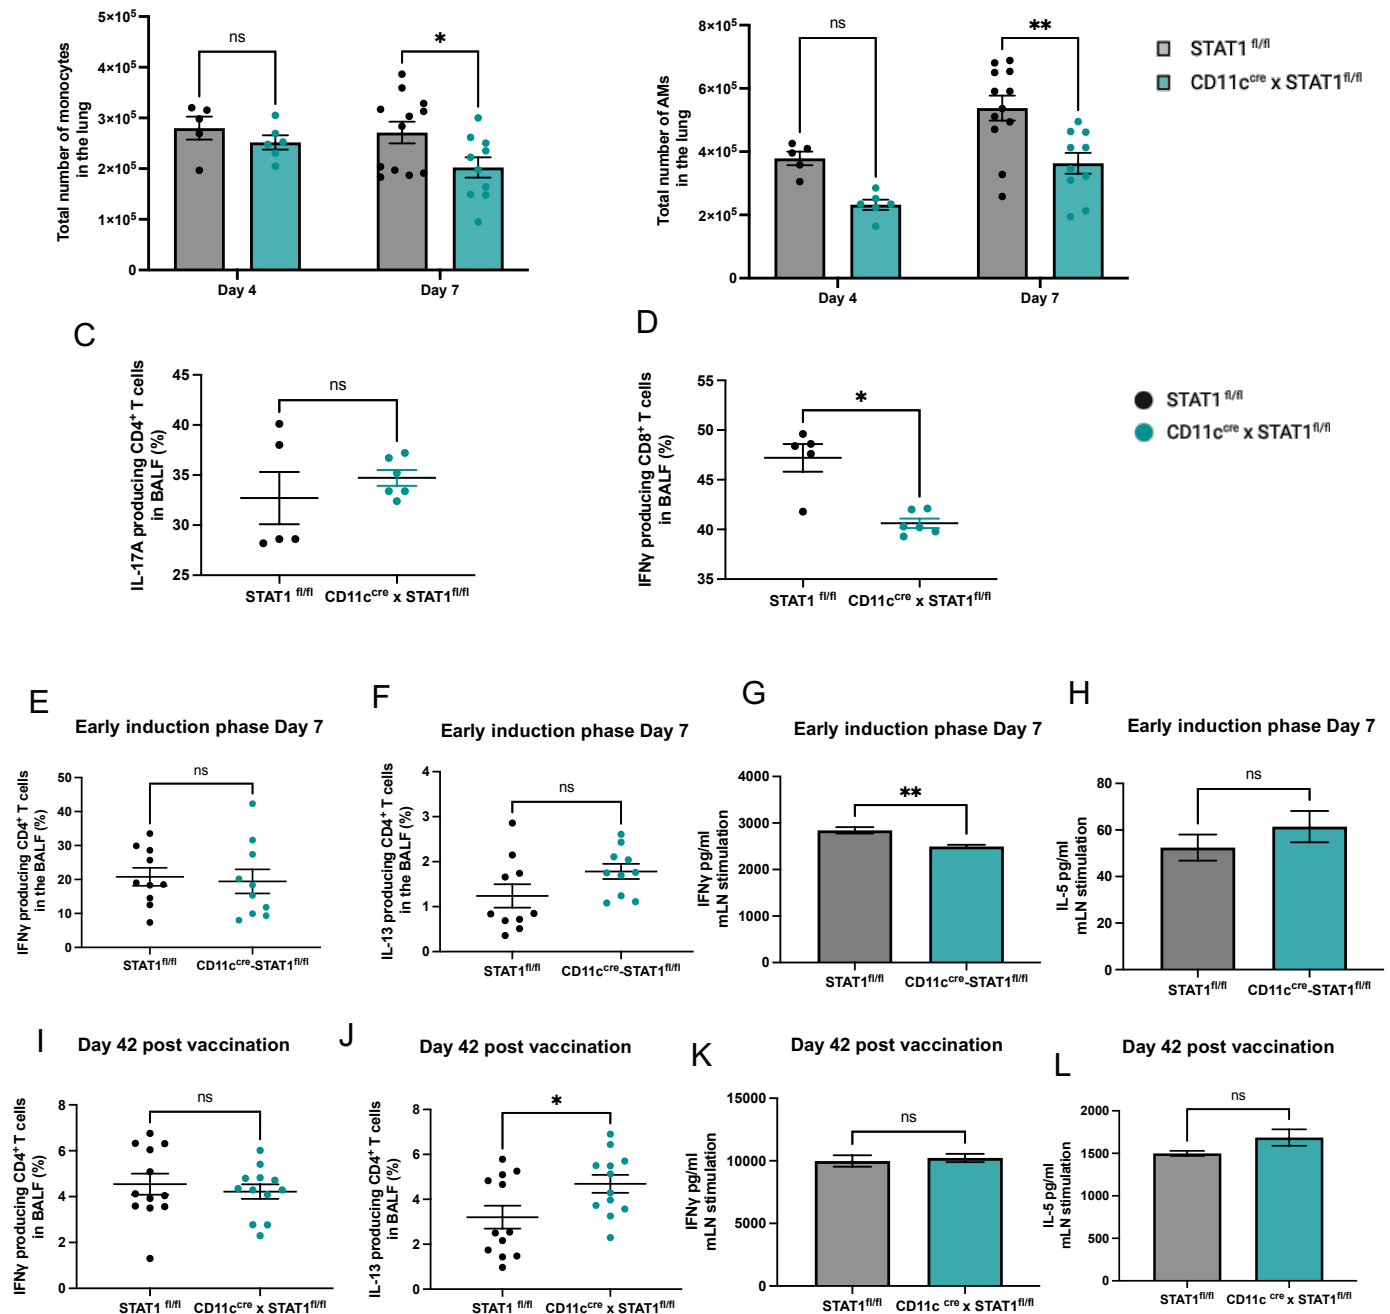 5×10⁵
4×10⁵
3×10⁵
2×10⁵
1×10⁵
0
Total number of monocytes
in the lung
ns
*
Day 4
Day 7
8×10⁵
6×10⁵
4×10⁵
2×10⁵
0
Total number of AMs
in the lung
ns
**
Day 4
Day 7
STAT1 fl/fl
CD11c^cre x STAT1^fl/fl
C
45
40
35
30
25
IL-17A producing CD4⁺ T cells
in BALF (%)
ns
STAT1 fl/fl
CD11c^cre x STAT1^fl/fl
D
55
50
45
40
35
IFNγ producing CD8⁺ T cells
in BALF (%)
*
STAT1 fl/fl
CD11c^cre x STAT1^fl/fl
STAT1 fl/fl
CD11c^cre x STAT1^fl/fl
E
Early induction phase Day 7
50
40
30
20
10
0
IFNγ producing CD4⁺ T cells
in the BALF (%)
ns
STAT1^fl/fl
CD11c^cre-STAT1^fl/fl
F
Early induction phase Day 7
4
3
2
1
0
IL-13 producing CD4⁺ T cells
in the BALF (%)
ns
STAT1^fl/fl
CD11c^cre-STAT1^fl/fl
G
Early induction phase Day 7
4000
3000
2000
1000
0
IFNγ pg/ml
mLN stimulation
**
STAT1^fl/fl
CD11c^cre-STAT1^fl/fl
H
Early induction phase Day 7
80
60
40
20
0
IL-5 pg/ml
mLN stimulation
ns
STAT1^fl/fl
CD11c^cre-STAT1^fl/fl
I
Day 42 post vaccination
8
6
4
2
0
IFNγ producing CD4⁺ T cells
in BALF (%)
ns
STAT1 fl/fl
CD11c^cre x STAT1^fl/fl
J
Day 42 post vaccination
8
6
4
2
0
IL-13 producing CD4⁺ T cells
in BALF (%)
*
STAT1 fl/fl
CD11c^cre x STAT1^fl/fl
K
Day 42 post vaccination
15000
10000
5000
0
IFNγ pg/ml
mLN stimulation
ns
STAT1 fl/fl
CD11c^cre x STAT1^fl/fl
L
Day 42 post vaccination
2000
1500
1000
500
0
IL-5 pg/ml
mLN stimulation
ns
STAT1 fl/fl
CD11c cre x STAT1^fl/fl